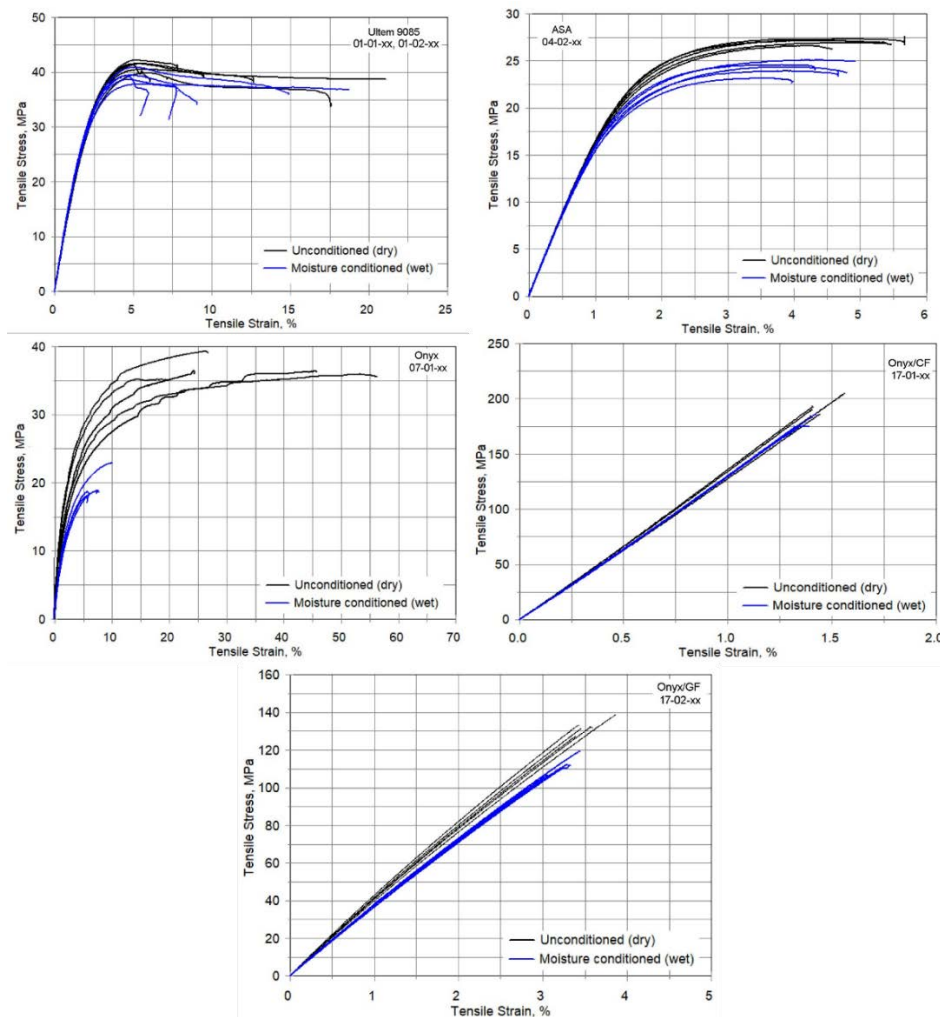 Ultem 9085
01-01-xx, 01-02-xx
Tensile Stress, MPa
50
40
30
20
10
0
Unconditioned (dry)
Moisture conditioned (wet)
0 5 10 15 20 25
Tensile Strain, %
ASA
04-02-xx
Tensile Stress, MPa
30
25
20
15
10
5
0
Unconditioned (dry)
Moisture conditioned (wet)
0 1 2 3 4 5 6
Tensile Strain, %
Onyx
07-01-xx
Tensile Stress, MPa
40
30
20
10
0
Unconditioned (dry)
Moisture conditioned (wet)
0 10 20 30 40 50 60 70
Tensile Strain, %
Onyx/CF
17-01-xx
Tensile Stress, MPa
250
200
150
100
50
0
Unconditioned (dry)
Moisture conditioned (wet)
0.0 0.5 1.0 1.5 2.0
Tensile Strain, %
Onyx/GF
17-02-xx
Tensile Stress, MPa
160
140
120
100
80
60
40
20
0
Unconditioned (dry)
Moisture conditioned (wet)
0 1 2 3 4 5
Tensile Strain, %